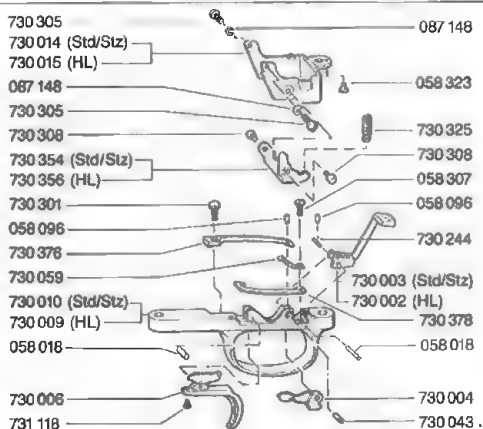 730 305
730 014 (Std/Stz)
730 015 (HL)
087 148
730 305
730 308
730 354 (Std/Stz)
730 356 (HL)
730 301
058 096
730 376
730 059
730 010 (Std/Stz)
730 009 (HL)
058 018
730 006
731 118
087 148
058 323
730 325
730 308
058 307
058 096
730 244
730 003 (Std/Stz)
730 002 (HL)
730 378
058 018
730 004
730 043 .